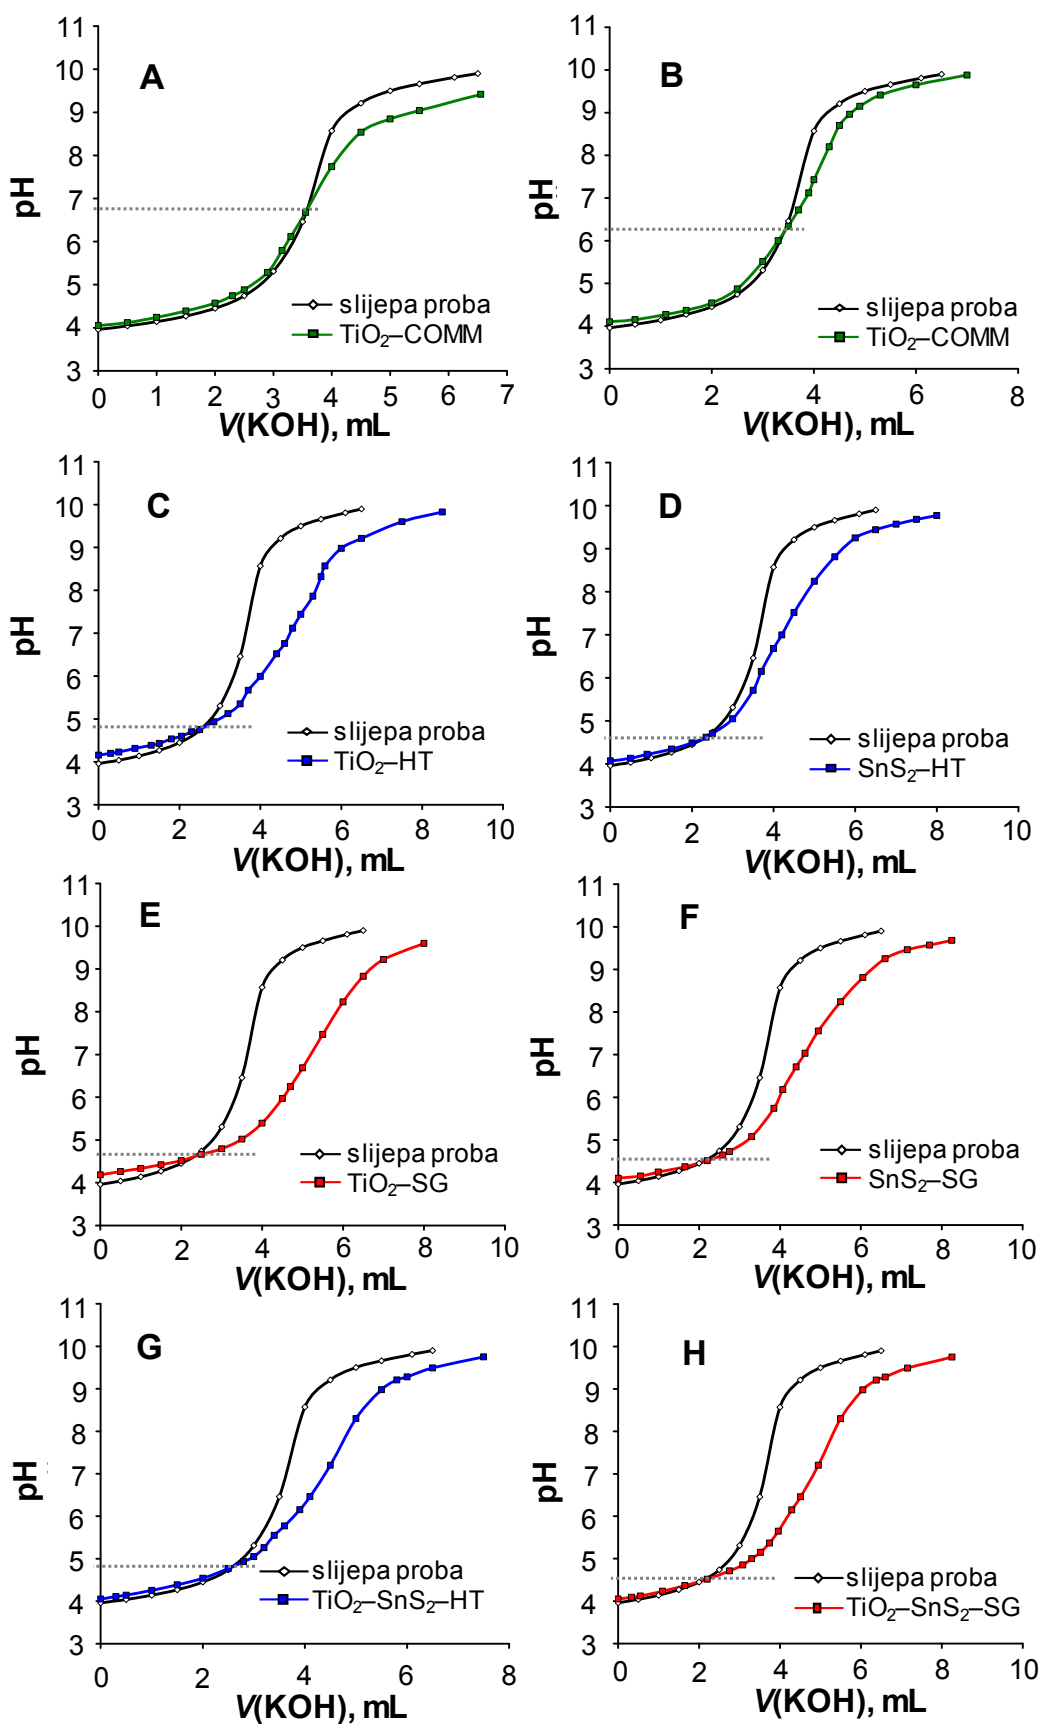 A
pH
11
10
9
8
7
6
5
4
3
slijepa proba
TiO₂–COMM
0 1 2 3 4 5 6 7
V(KOH), mL
B
pH
11
10
9
8
7
6
5
4
3
slijepa proba
TiO₂–COMM
0 2 4 6 8
V(KOH), mL
C
pH
11
10
9
8
7
6
5
4
3
slijepa proba
TiO₂–HT
0 2 4 6 8 10
V(KOH), mL
D
pH
11
10
9
8
7
6
5
4
3
slijepa proba
SnS₂–HT
0 2 4 6 8 10
V(KOH), mL
E
pH
11
10
9
8
7
6
5
4
3
slijepa proba
TiO₂–SG
0 2 4 6 8 10
V(KOH), mL
F
pH
11
10
9
8
7
6
5
4
3
slijepa proba
SnS₂–SG
0 2 4 6 8 10
V(KOH), mL
G
pH
11
10
9
8
7
6
5
4
3
slijepa proba
TiO₂–SnS₂–HT
0 2 4 6 8
V(KOH), mL
H
pH
11
10
9
8
7
6
5
4
3
slijepa proba
TiO₂–SnS₂–SG
0 2 4 6 8 10
V(KOH), mL